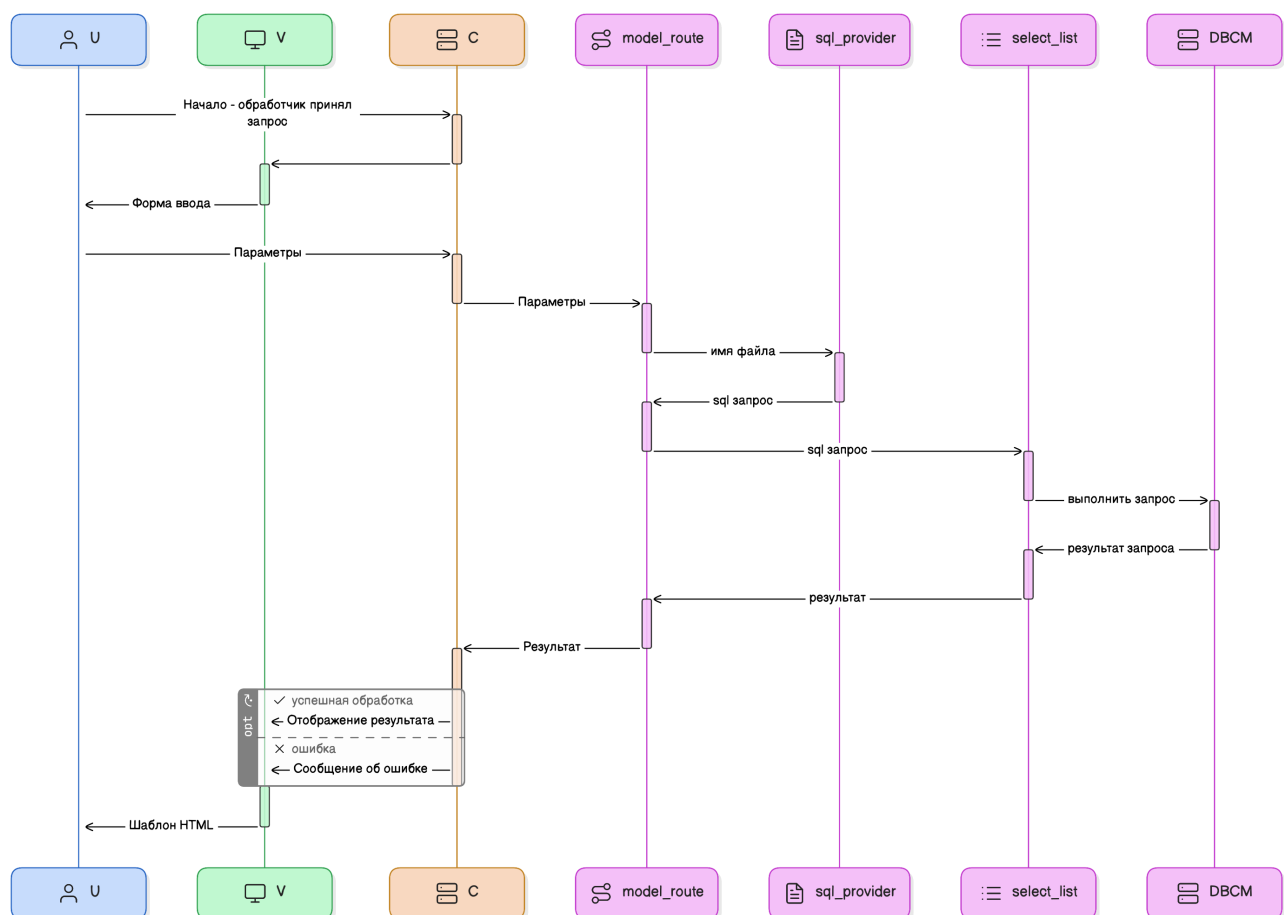 U
V
C
model_route
sql_provider
select_list
DBCM
Начало - обработчик принял
запрос
Форма ввода
Параметры
Параметры
имя файла
sql запрос
sql запрос
выполнить запрос
результат запроса
результат
Результат
opt
успешная обработка
Отображение результата
ошибка
Сообщение об ошибке
Шаблон HTML
U
V
C
model_route
sql_provider
select_list
DBCM